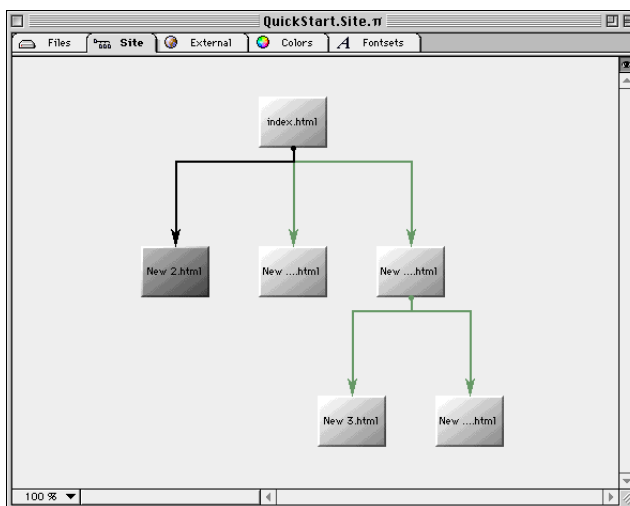 QuickStart.Site.π
Files Site External Colors Fontsets
index.html
New 2.html New ....html New ....html
New 3.html New ....html
100 %